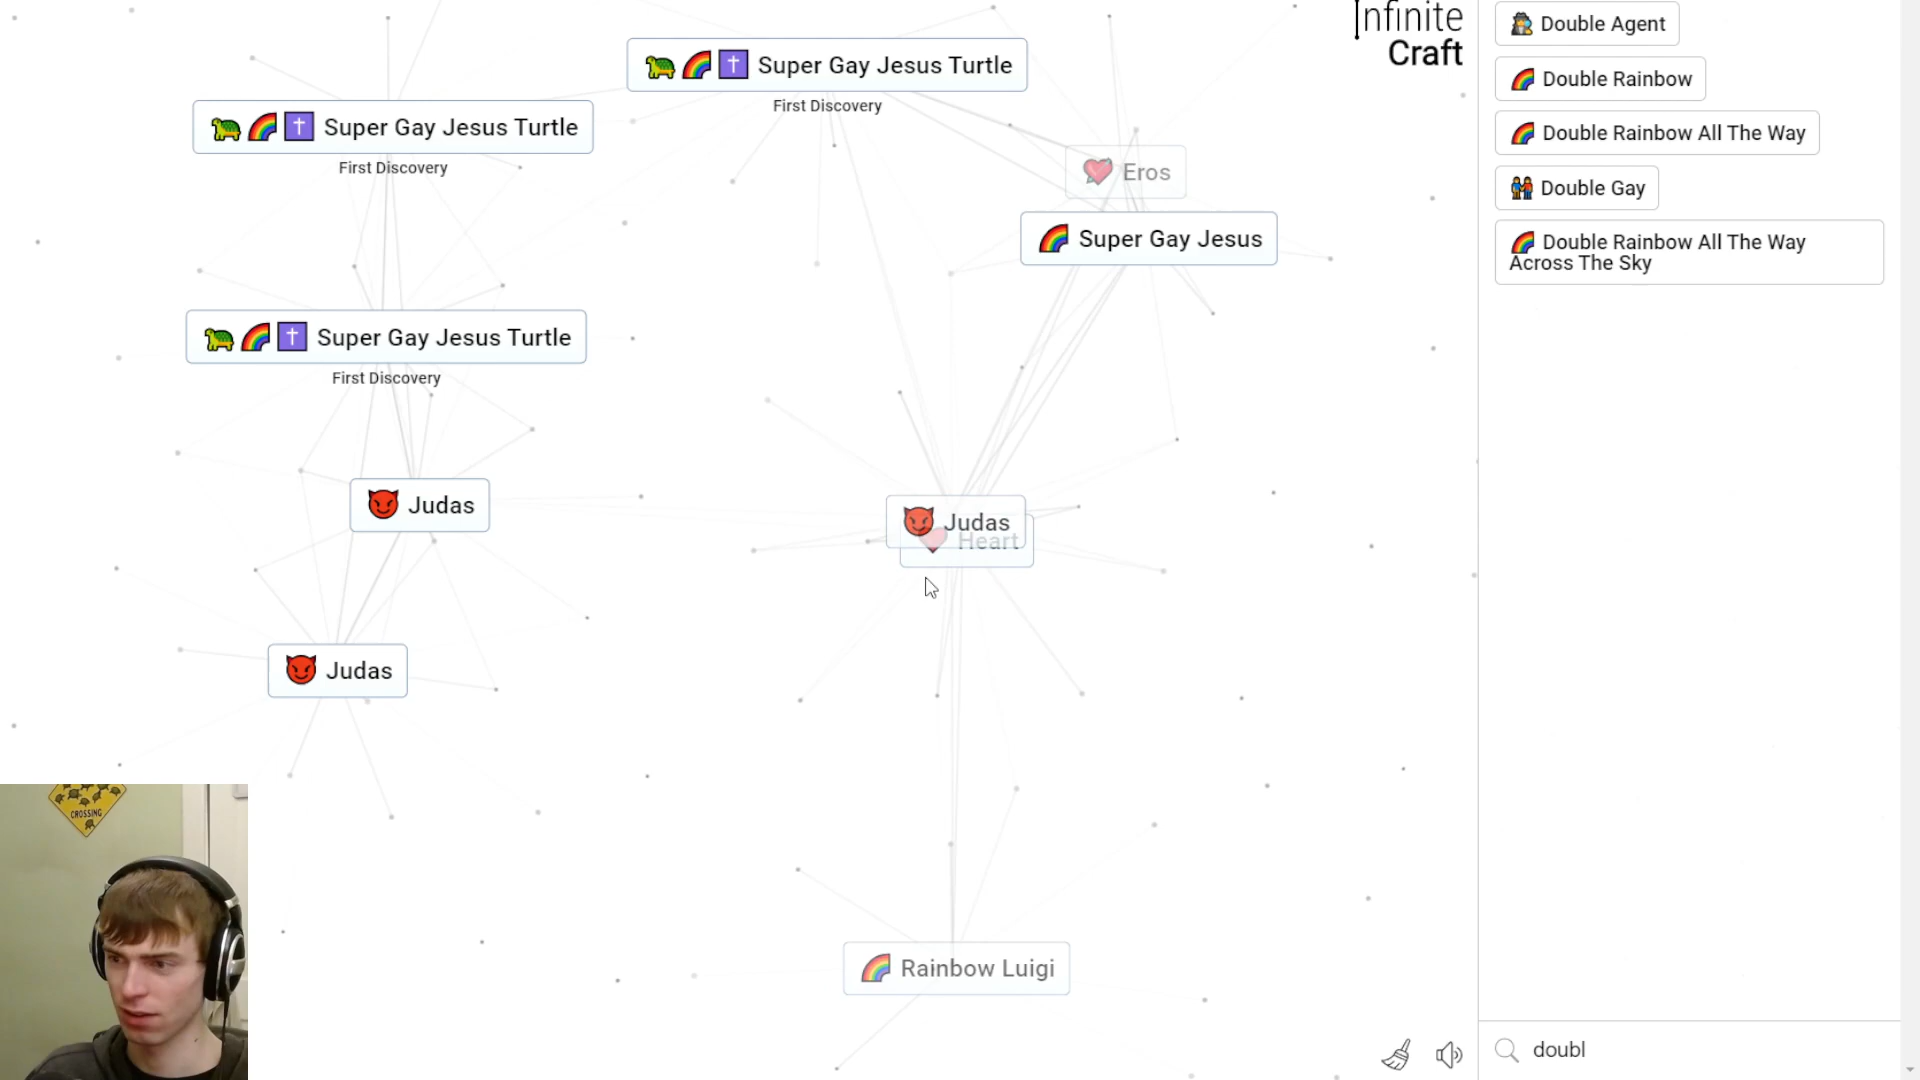 Infinite
Craft
Super Gay Jesus Turtle
First Discovery
Super Gay Jesus Turtle
First Discovery
Eros
Super Gay Jesus
Super Gay Jesus Turtle
First Discovery
Judas
Judas
Heart
Judas
Rainbow Luigi
CROSSING
Double Agent
Double Rainbow
Double Rainbow All The Way
Double Gay
Double Rainbow All The Way
Across The Sky
doubl